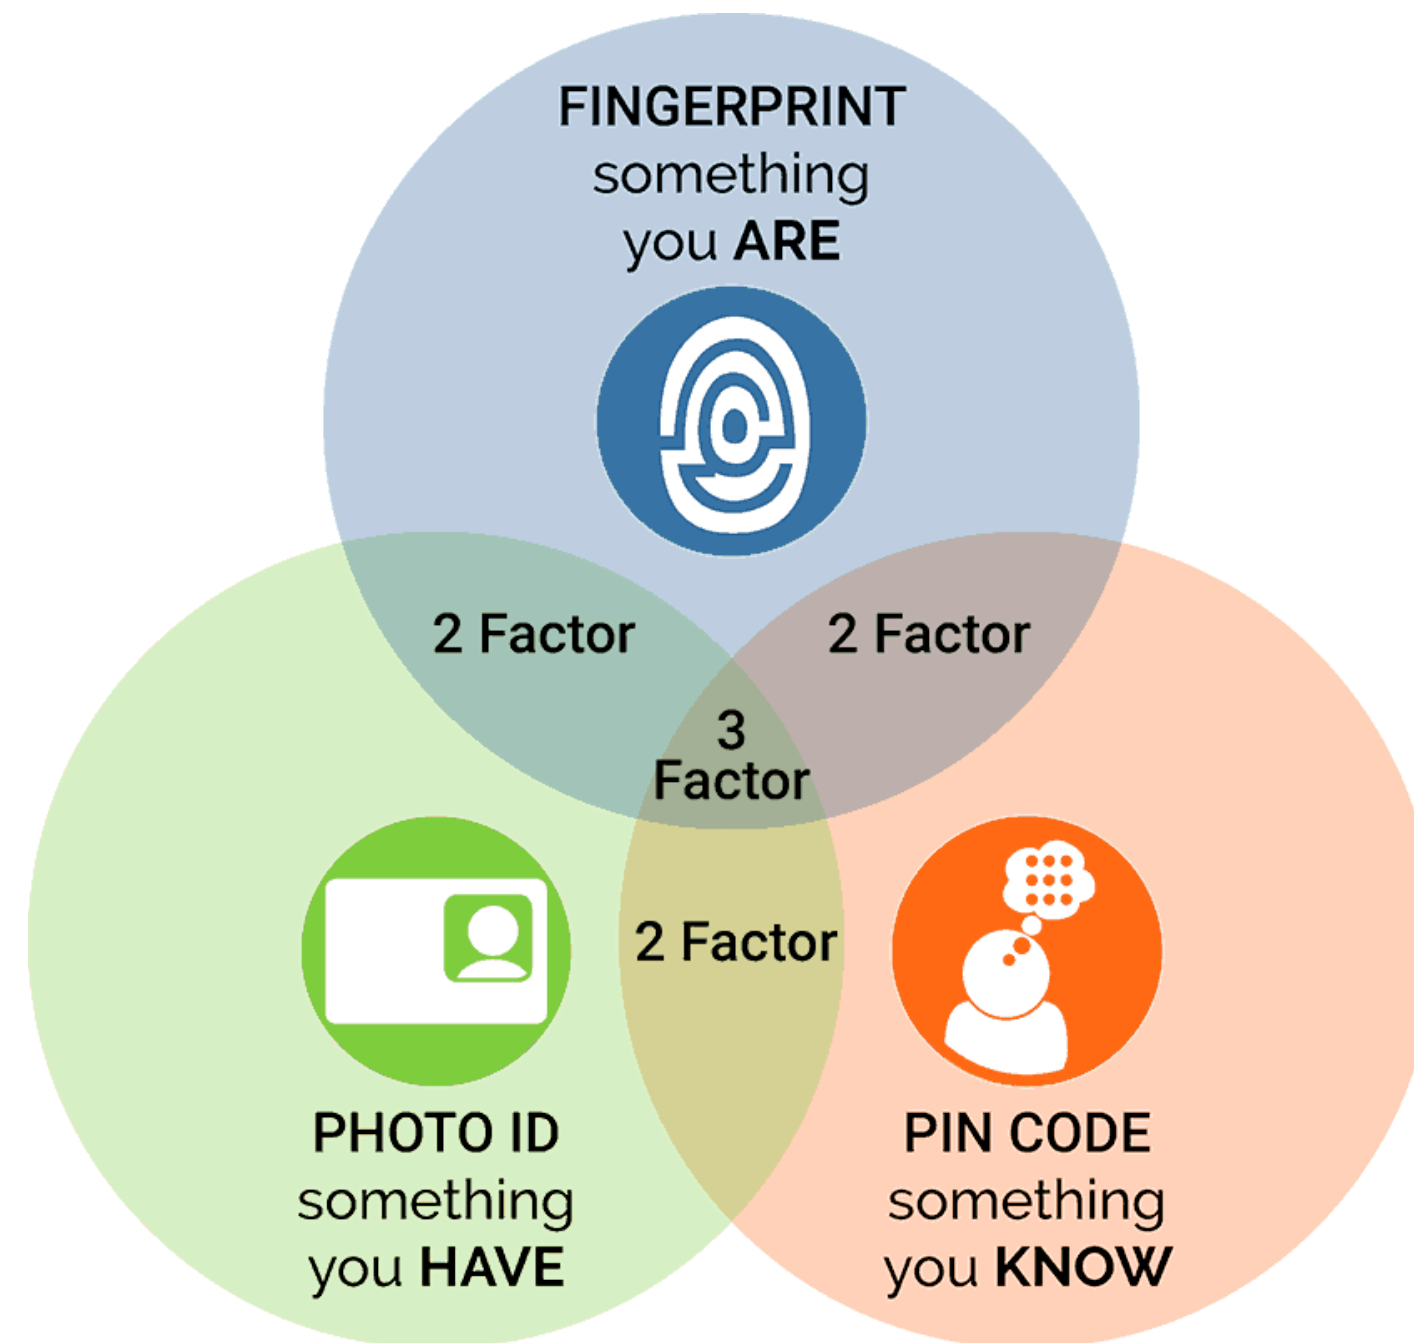 FINGERPRINT
something
you ARE
2 Factor
2 Factor
3
Factor
2 Factor
PHOTO ID
something
you HAVE
PIN CODE
something
you KNOW